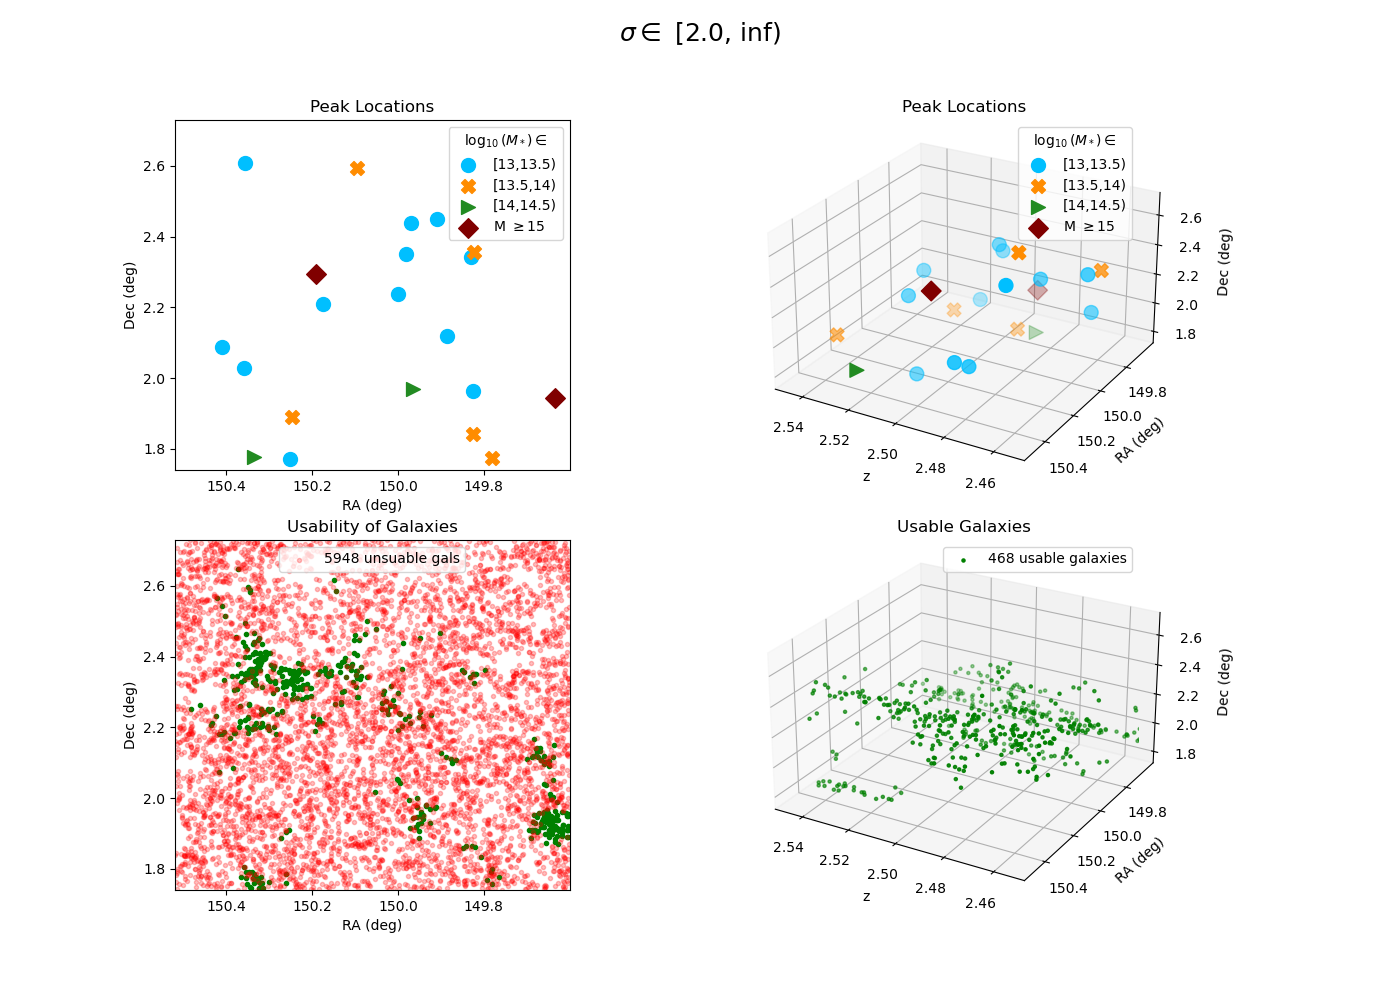 σ ∈ [2.0, inf)
Peak Locations
log₁₀(M*) ∈
[13,13.5)
[13.5,14)
[14,14.5)
M ≥15
2.6
2.4
2.2
2.0
1.8
Dec (deg)
150.4 150.2 150.0 149.8
RA (deg)
Peak Locations
log₁₀(M*) ∈
[13,13.5)
[13.5,14)
[14,14.5)
M ≥15
2.6
2.4
2.2
2.0
1.8
Dec (deg)
149.8
150.0
150.2
150.4
RA (deg)
2.54
2.52
2.50
2.48
2.46
z
Usability of Galaxies
5948 unsuable gals
2.6
2.4
2.2
2.0
1.8
Dec (deg)
150.4 150.2 150.0 149.8
RA (deg)
Usable Galaxies
468 usable galaxies
2.6
2.4
2.2
2.0
1.8
Dec (deg)
149.8
150.0
150.2
150.4
RA (deg)
2.54
2.52
2.50
2.48
2.46
z